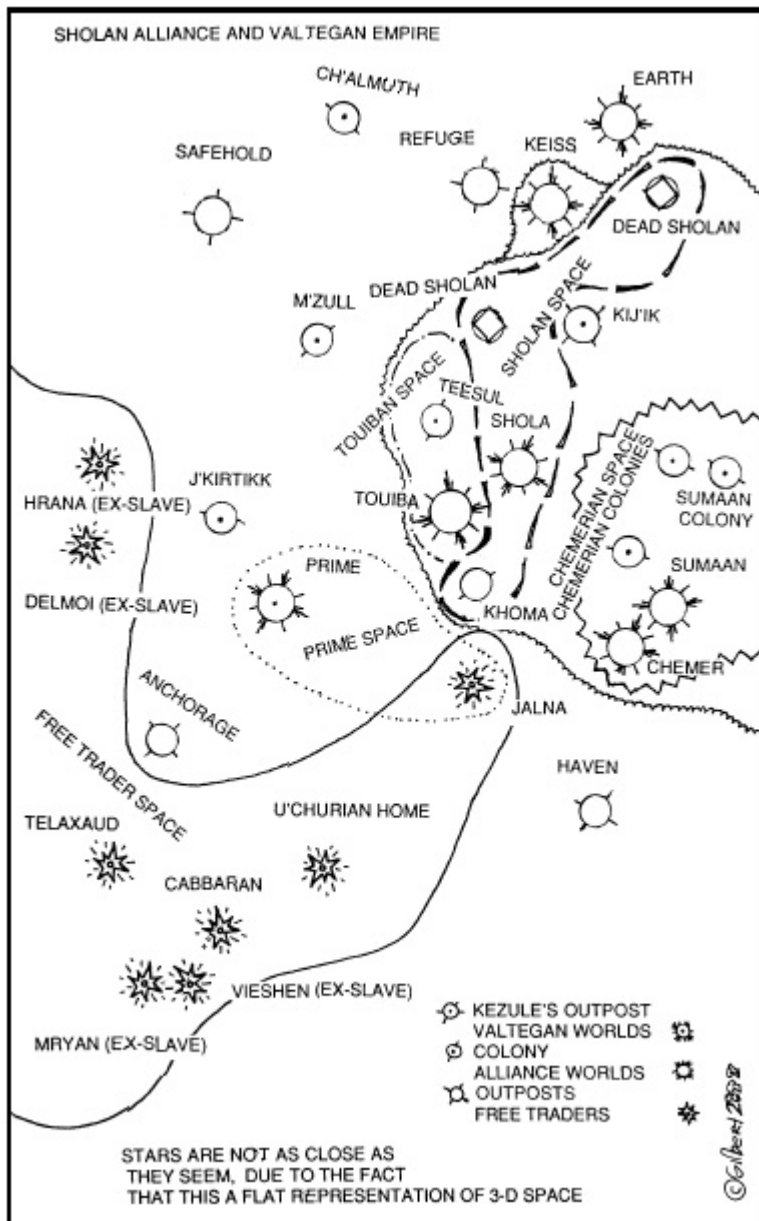 SHOLAN ALLIANCE AND VALTEGAN EMPIRE
CH'ALMUTH
EARTH
REFUGE
KEISS
SAFEHOLD
DEAD SHOLAN
DEAD SHOLAN
SHOLAN SPACE
M'ZULL
KIJ'IK
TOUIBAN SPACE
TEESUL
SHOLA
CHEMERIAN SPACE
CHEMERIAN COLONIES
SUMAAN
COLONY
HRANA (EX-SLAVE)
J'KIRTIKK
TOUIBA
SUMAAN
DELMOI (EX-SLAVE)
PRIME
KHOMA
PRIME SPACE
CHEMER
ANCHORAGE
JALNA
FREE TRADER SPACE
HAVEN
TELAXAUD
U'CHURIAN HOME
CABBARAN
VIESHEN (EX-SLAVE)
MRYAN (EX-SLAVE)
KEZULE'S OUTPOST
VALTEGAN WORLDS
COLONY
ALLIANCE WORLDS
OUTPOSTS
FREE TRADERS
STARS ARE NOT AS CLOSE AS
THEY SEEM, DUE TO THE FACT
THAT THIS A FLAT REPRESENTATION OF 3-D SPACE
©Gilbert